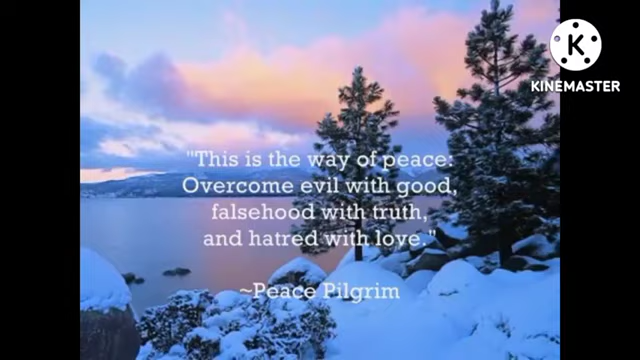 KINEMASTER
"This is the way of peace:
Overcome evil with good,
falsehood with truth,
and hatred with love."
~Peace Pilgrim